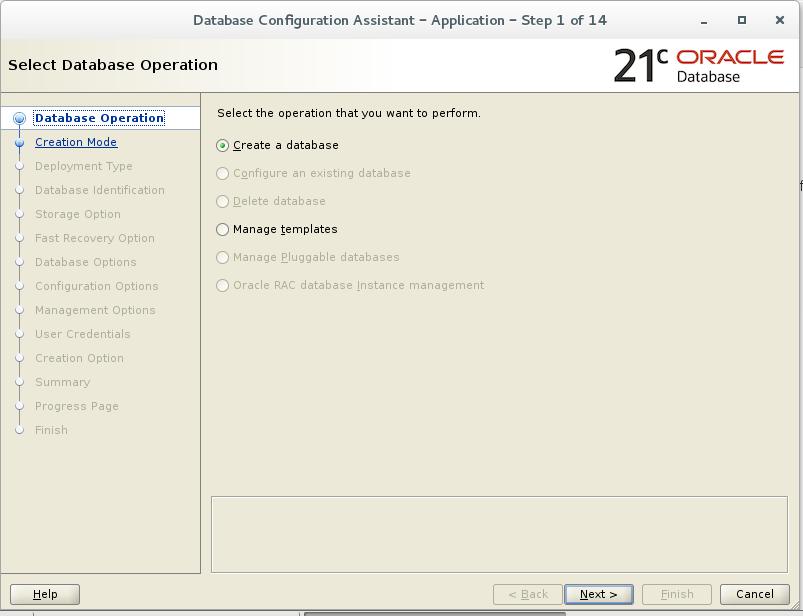 Database Configuration Assistant – Application – Step 1 of 14
Select Database Operation
21c ORACLE
Database
Database Operation
Creation Mode
Deployment Type
Database Identification
Storage Option
Fast Recovery Option
Database Options
Configuration Options
Management Options
User Credentials
Creation Option
Summary
Progress Page
Finish
Select the operation that you want to perform.
Create a database
Configure an existing database
Delete database
Manage templates
Manage Pluggable databases
Oracle RAC database Instance management
Help
< Back
Next >
Finish
Cancel